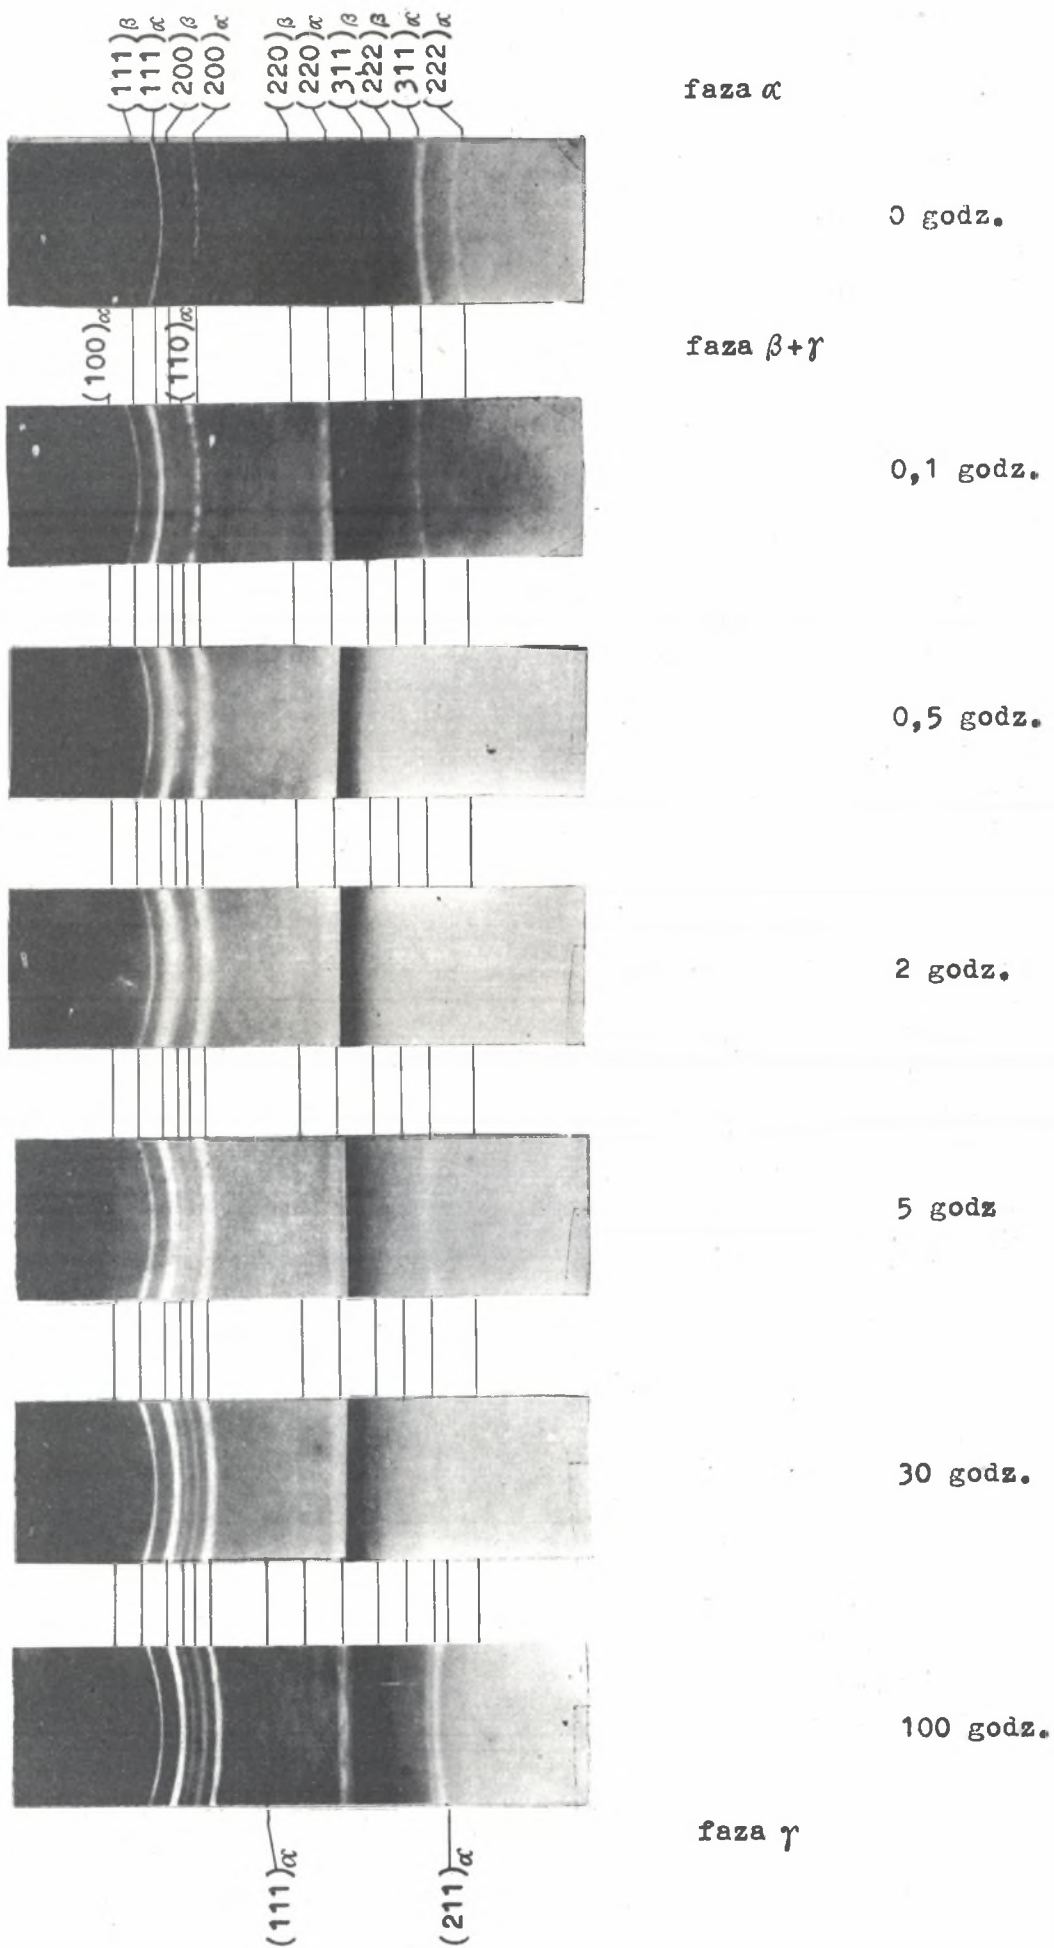 (111)β
(111)α
(200)β
(200)α
(220)β
(220)α
(311)β
(222)β
(311)α
(222)α
faza α
0 godz.
(100)α
(110)α
faza β+γ
0,1 godz.
0,5 godz.
2 godz.
5 godz
30 godz.
100 godz.
faza γ
(111)α
(211)α